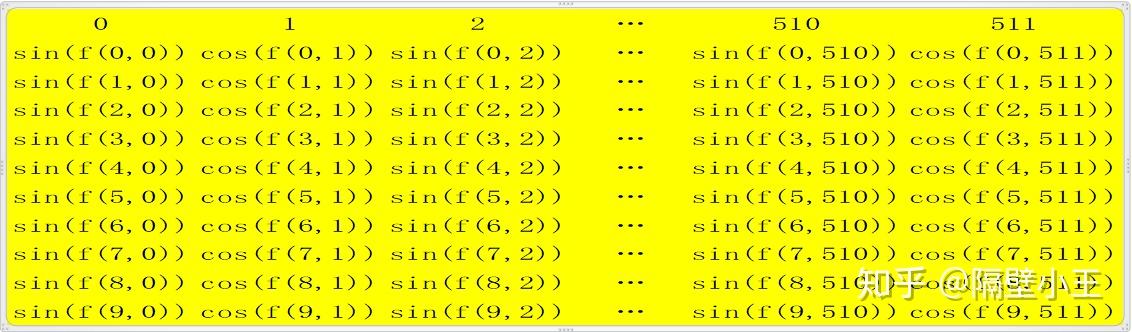 0 1 2 ... 510 511
sin(f(0,0)) cos(f(0,1)) sin(f(0,2)) ... sin(f(0,510)) cos(f(0,511))
sin(f(1,0)) cos(f(1,1)) sin(f(1,2)) ... sin(f(1,510)) cos(f(1,511))
sin(f(2,0)) cos(f(2,1)) sin(f(2,2)) ... sin(f(2,510)) cos(f(2,511))
sin(f(3,0)) cos(f(3,1)) sin(f(3,2)) ... sin(f(3,510)) cos(f(3,511))
sin(f(4,0)) cos(f(4,1)) sin(f(4,2)) ... sin(f(4,510)) cos(f(4,511))
sin(f(5,0)) cos(f(5,1)) sin(f(5,2)) ... sin(f(5,510)) cos(f(5,511))
sin(f(6,0)) cos(f(6,1)) sin(f(6,2)) ... sin(f(6,510)) cos(f(6,511))
sin(f(7,0)) cos(f(7,1)) sin(f(7,2)) ... sin(f(7,510)) cos(f(7,511))
sin(f(8,0)) cos(f(8,1)) sin(f(8,2)) ... sin(f(8,510)) cos(f(8,511))
知乎 @隔壁小王
sin(f(9,0)) cos(f(9,1)) sin(f(9,2)) ... sin(f(9,510)) cos(f(9,511))